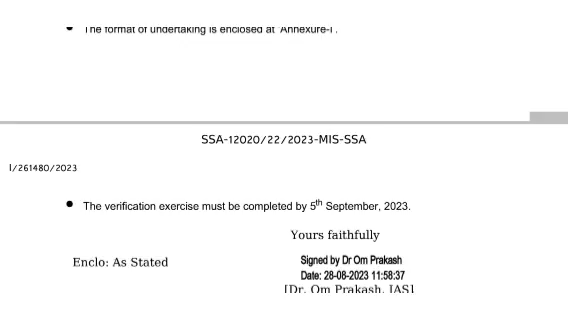 • The format of undertaking is enclosed at 'Annexure-I'.
SSA-12020/22/2023-MIS-SSA
I/261480/2023
• The verification exercise must be completed by 5th September, 2023.
Yours faithfully
Enclo: As Stated
Signed by Dr Om Prakash
Date: 28-08-2023 11:58:37
[Dr. Om Prakash, IAS]